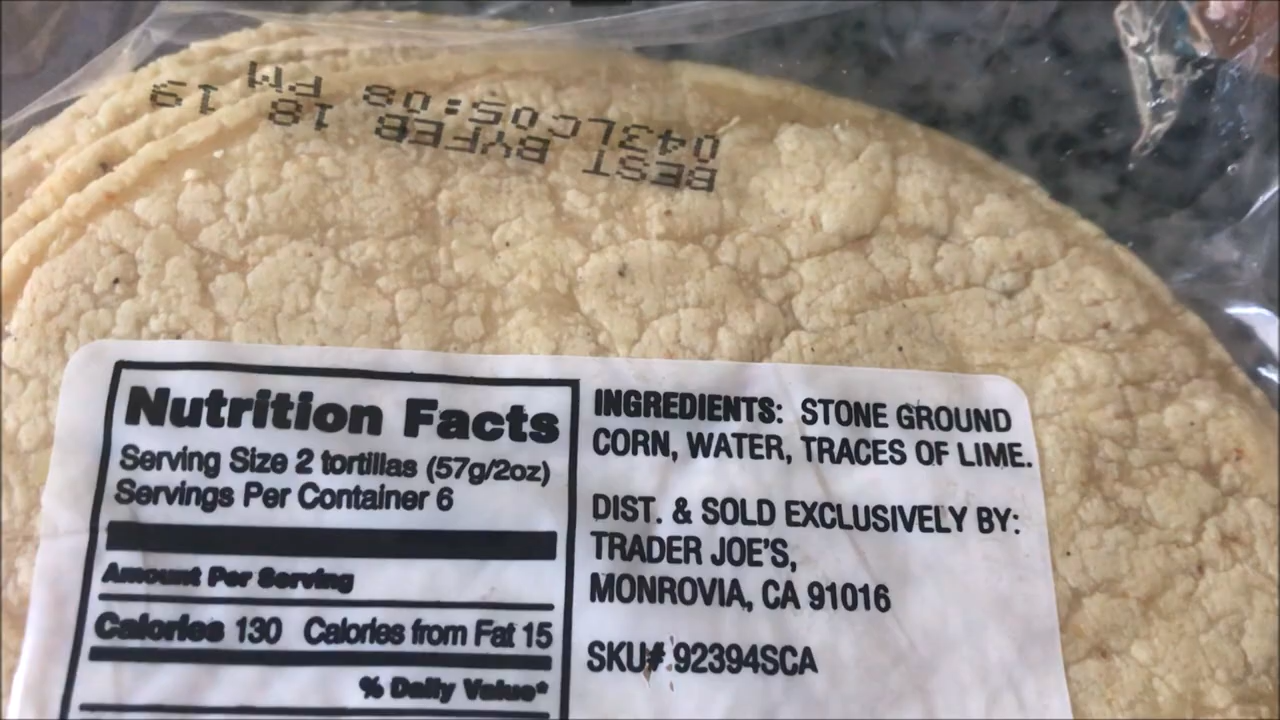 BEST BYFEB 18 19
043LC05:08 PM
Nutrition Facts
Serving Size 2 tortillas (57g/2oz)
Servings Per Container 6
Amount Per Serving
Calories 130 Calories from Fat 15
% Daily Value*
INGREDIENTS: STONE GROUND
CORN, WATER, TRACES OF LIME.
DIST. & SOLD EXCLUSIVELY BY:
TRADER JOE'S,
MONROVIA, CA 91016
SKU# 92394SCA